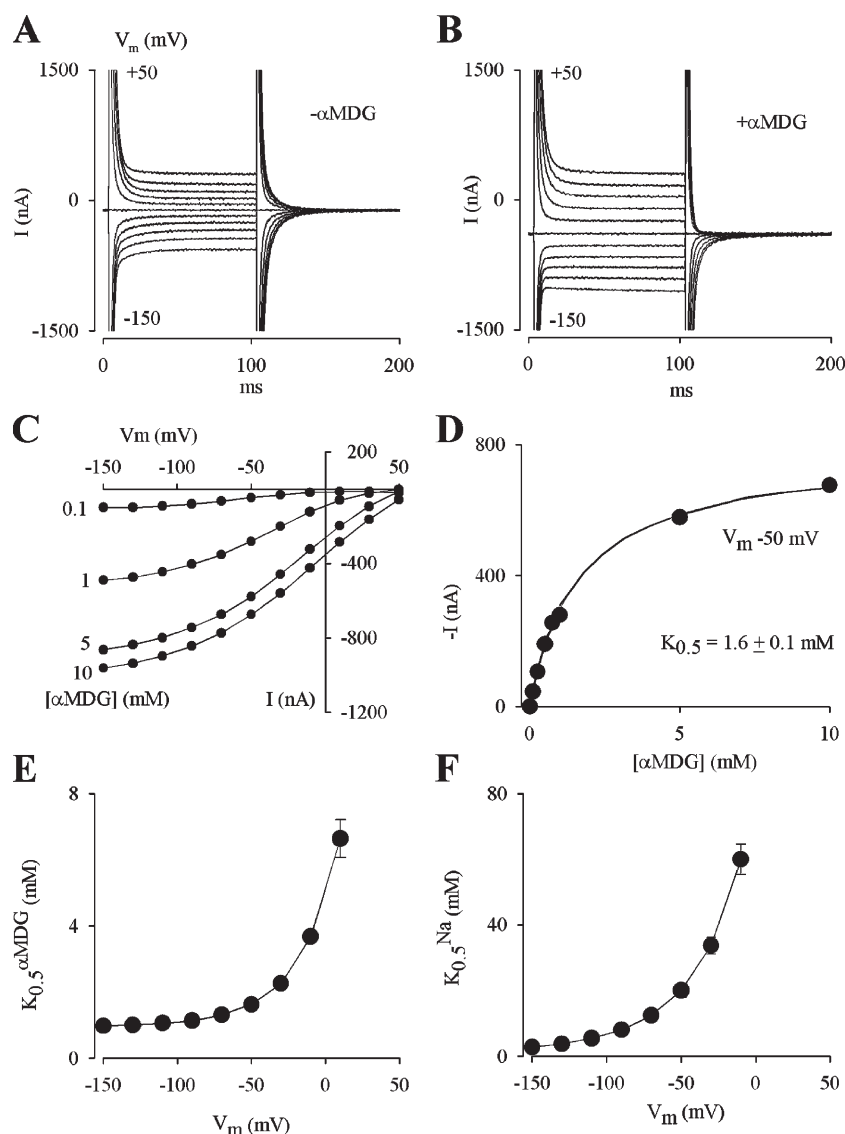 A
V_m (mV)
+50
-αMDG
-150
1500
0
-1500
I (nA)
0
100
200
ms
B
+50
+αMDG
-150
1500
0
-1500
I (nA)
0
100
200
ms
C
Vm (mV)
-150
-100
-50
50
200
-400
-800
-1200
0.1
1
5
10
[αMDG] (mM)
I (nA)
D
800
400
0
-I (nA)
V_m -50 mV
K_0.5 = 1.6 ± 0.1 mM
0
5
10
[αMDG] (mM)
E
8
4
0
K_0.5^αMDG (mM)
-150
-100
-50
0
50
V_m (mV)
F
80
40
0
K_0.5^Na (mM)
-150
-100
-50
0
50
V_m (mV)